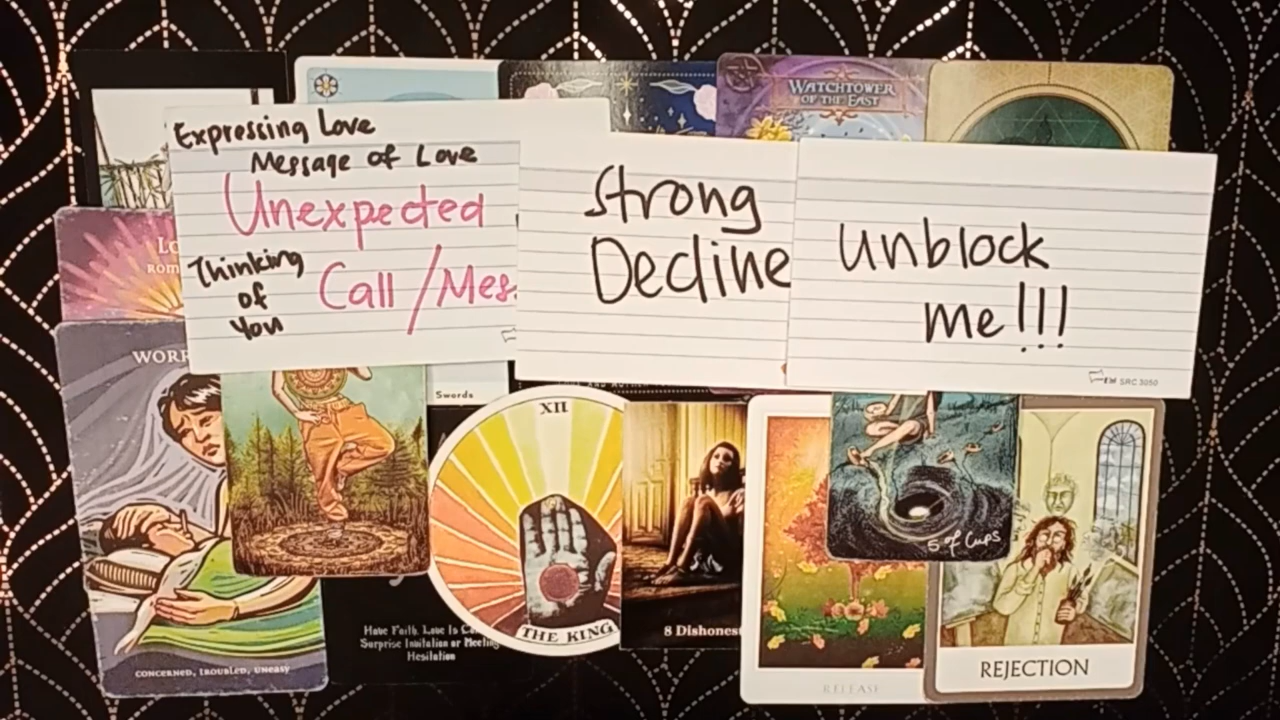 WATCHTOWER
OF THE EAST
Expressing Love
Message of Love
Unexpected
Thinking
of
You
Call/Mes
Strong
Decline
unblock
me!!!
SRC 3050
Swords
XII
THE KING
CONCERNED, TROUBLED, UNEASY
Have Faith. Love Is
Surprise Invitation or Meeting
Hesitation
8 Dishonest
5 of Cups
RELEASE
REJECTION